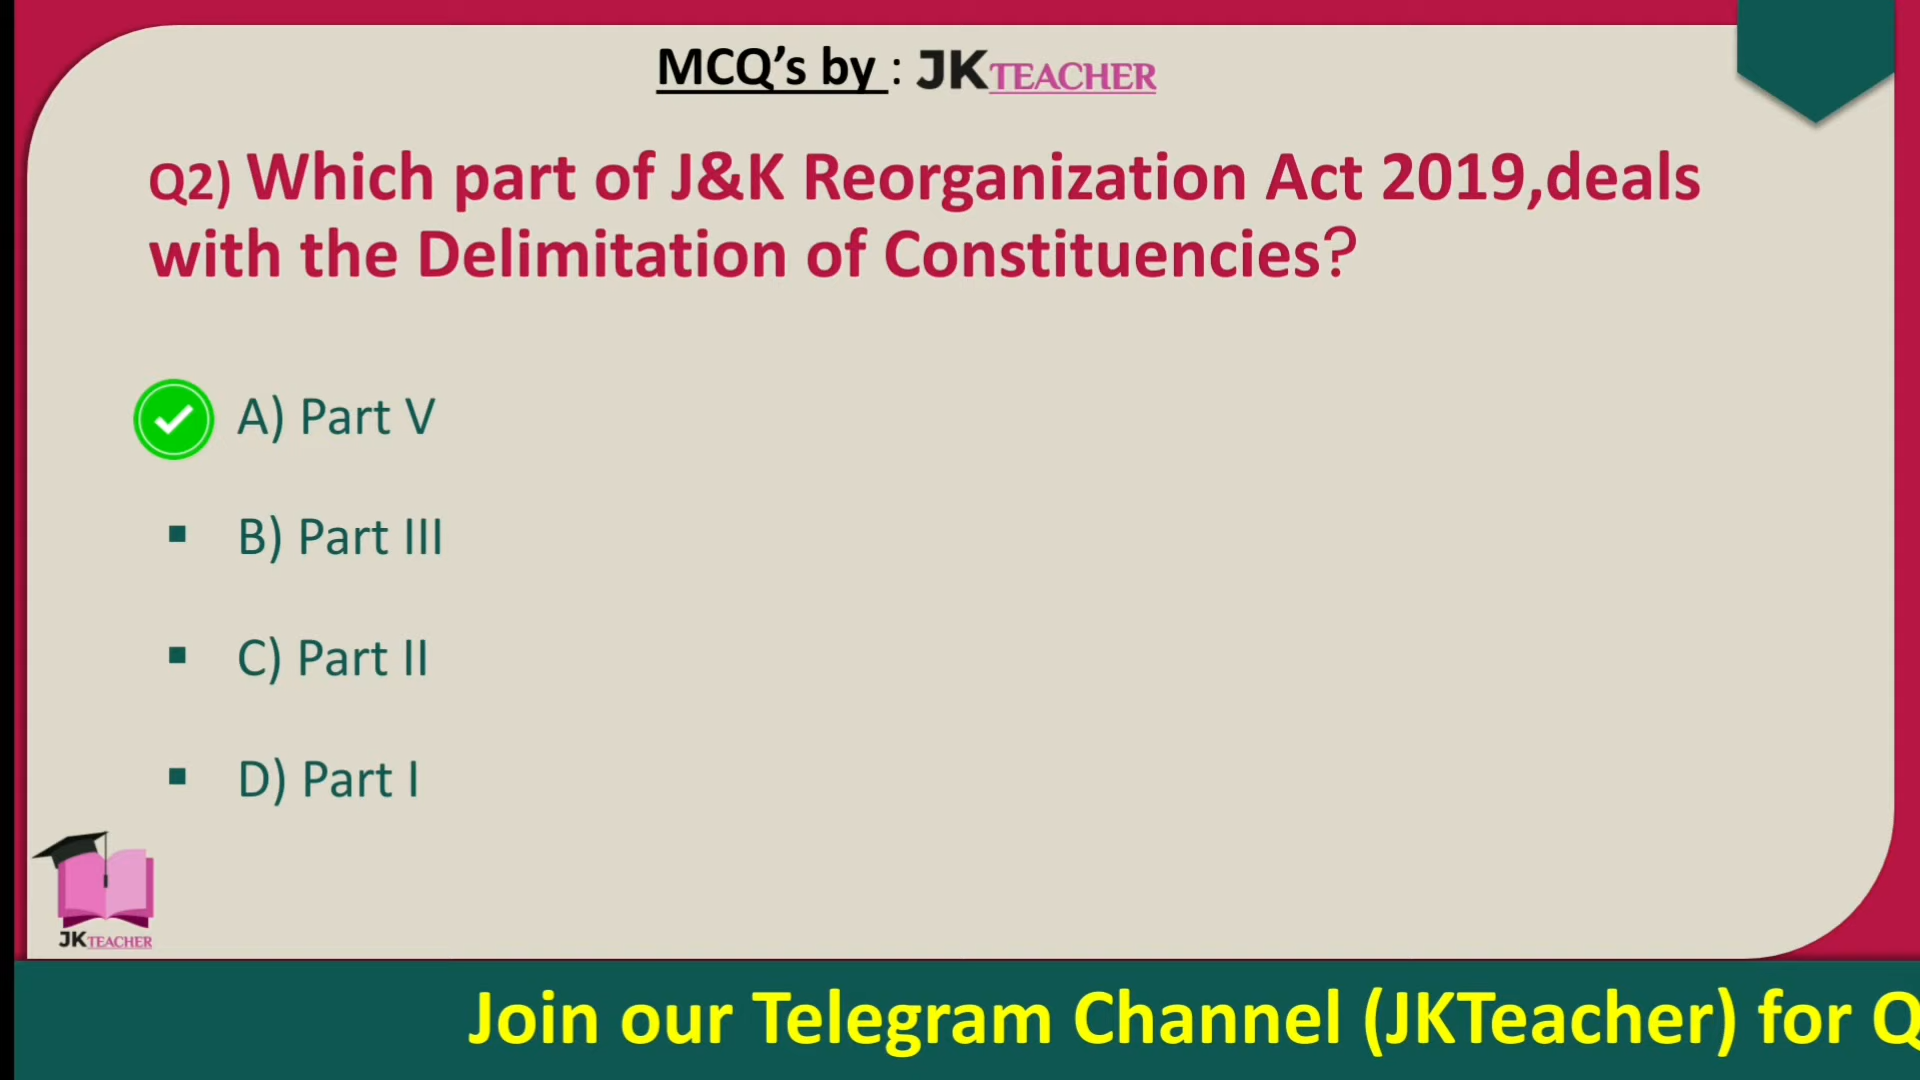 MCQ’s by : JKTEACHER
Q2) Which part of J&K Reorganization Act 2019,deals
with the Delimitation of Constituencies?
A) Part V
B) Part III
C) Part II
D) Part I
JKTEACHER
Join our Telegram Channel (JKTeacher) for Q